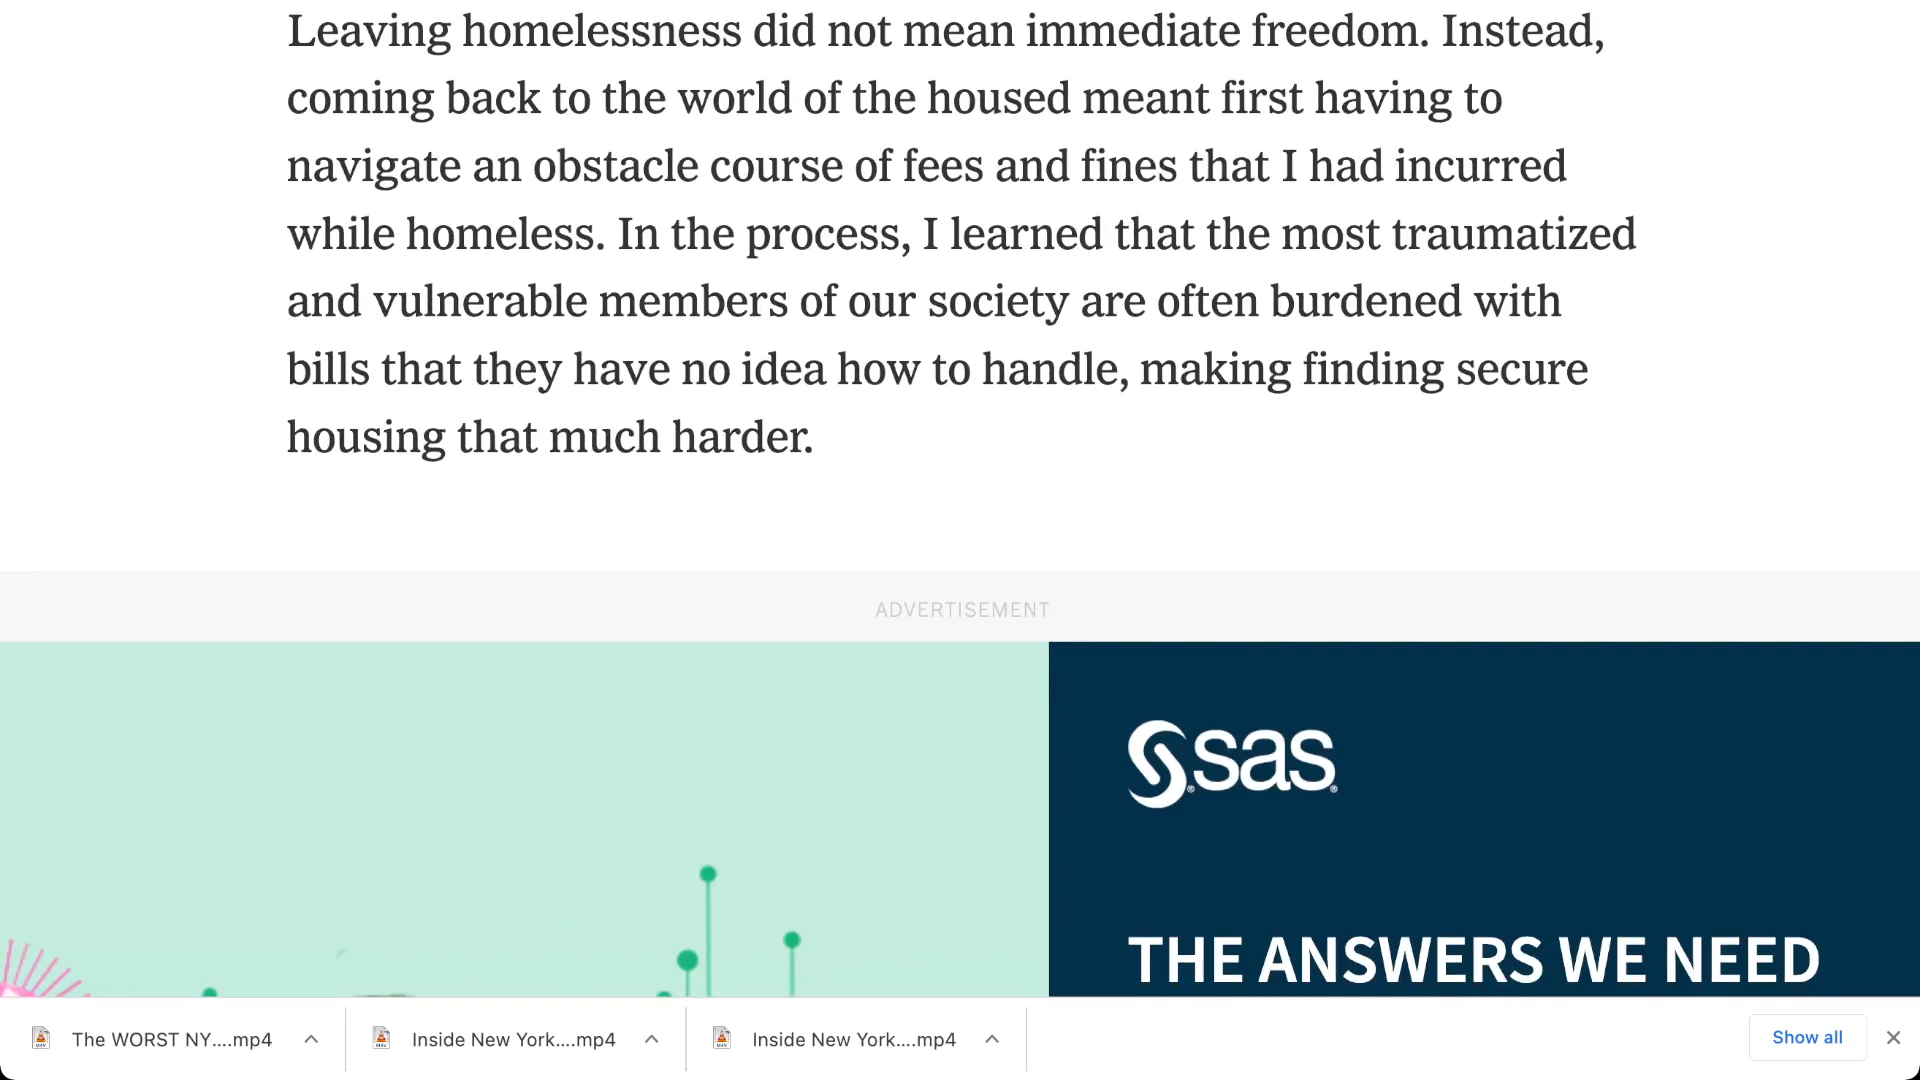 Leaving homelessness did not mean immediate freedom. Instead,
coming back to the world of the housed meant first having to
navigate an obstacle course of fees and fines that I had incurred
while homeless. In the process, I learned that the most traumatized
and vulnerable members of our society are often burdened with
bills that they have no idea how to handle, making finding secure
housing that much harder.
ADVERTISEMENT
sas
THE ANSWERS WE NEED
The WORST NY....mp4
Inside New York....mp4
Inside New York....mp4
Show all